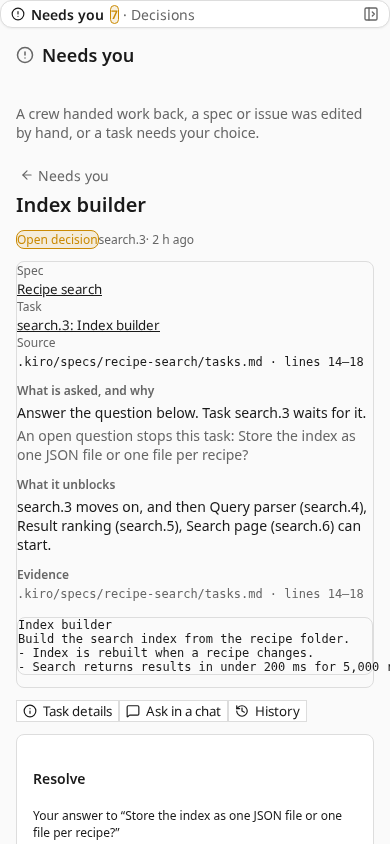 Needs you 7 · Decisions
Needs you
A crew handed work back, a spec or issue was edited
by hand, or a task needs your choice.
Needs you
Index builder
Open decision search.3 · 2 h ago
Spec
Recipe search
Task
search.3: Index builder
Source
.kiro/specs/recipe-search/tasks.md · lines 14–18
What is asked, and why
Answer the question below. Task search.3 waits for it.
An open question stops this task: Store the index as
one JSON file or one file per recipe?
What it unblocks
search.3 moves on, and then Query parser (search.4),
Result ranking (search.5), Search page (search.6) can
start.
Evidence
.kiro/specs/recipe-search/tasks.md · lines 14–18
Index builder
Build the search index from the recipe folder.
- Index is rebuilt when a recipe changes.
- Search returns results in under 200 ms for 5,000
Task details Ask in a chat History
Resolve
Your answer to “Store the index as one JSON file or one
file per recipe?”